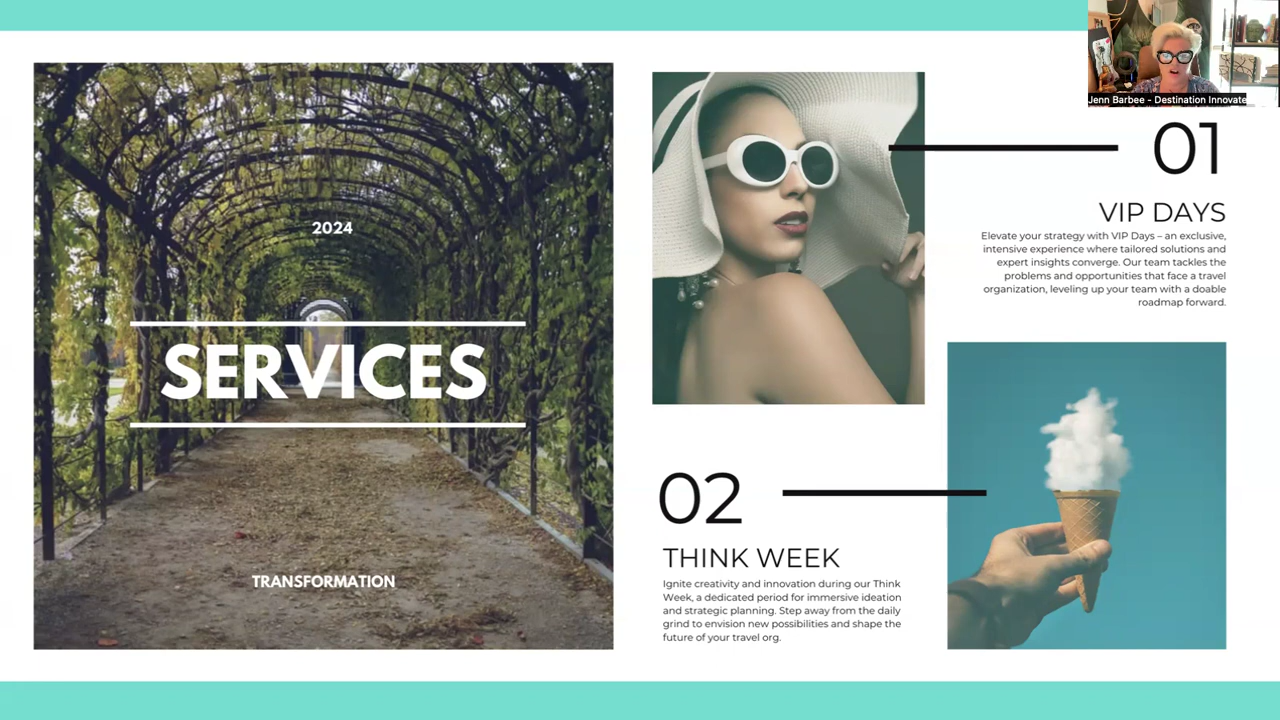 Jenn Barbee - Destination Innovate
2024
SERVICES
TRANSFORMATION
01
VIP DAYS
Elevate your strategy with VIP Days – an exclusive,
intensive experience where tailored solutions and
expert insights converge. Our team tackles the
problems and opportunities that face a travel
organization, leveling up your team with a doable
roadmap forward.
02
THINK WEEK
Ignite creativity and innovation during our Think
Week, a dedicated period for immersive ideation
and strategic planning. Step away from the daily
grind to envision new possibilities and shape the
future of your travel org.